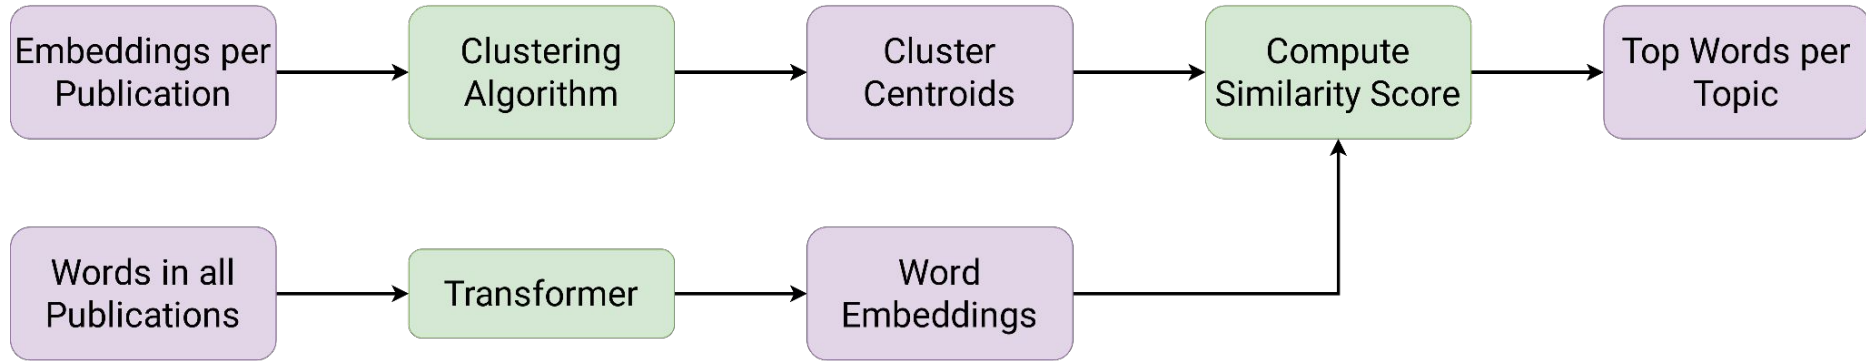 Embeddings per
Publication
Clustering
Algorithm
Cluster
Centroids
Compute
Similarity Score
Top Words per
Topic
Words in all
Publications
Transformer
Word
Embeddings